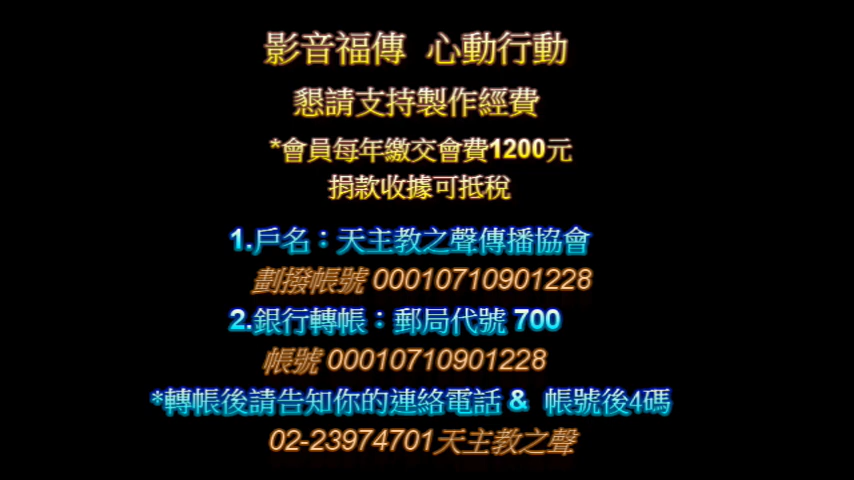 影音福傳 心動行動
懇請支持製作經費
*會員每年繳交會費1200元
捐款收據可抵稅
1.戶名：天主教之聲傳播協會
劃撥帳號 00010710901228
2.銀行轉帳：郵局代號 700
帳號 00010710901228
*轉帳後請告知你的連絡電話 & 帳號後4碼
02-23974701天主教之聲